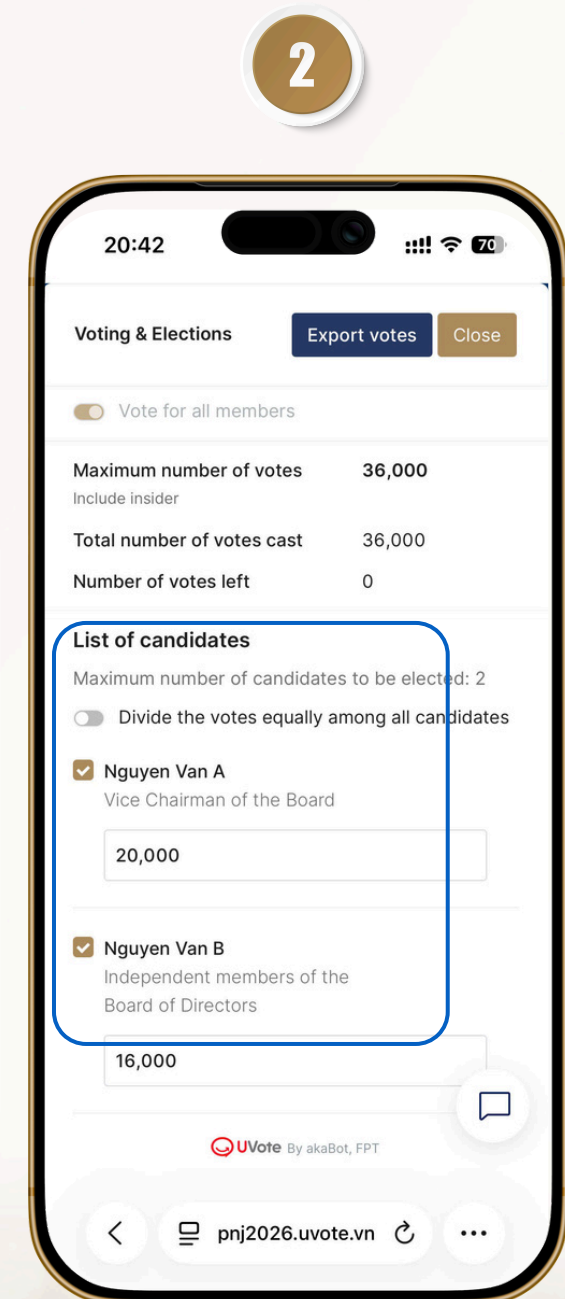 2
20:42
70
Voting & Elections
Export votes
Close
Vote for all members
Maximum number of votes 36,000
Include insider
Total number of votes cast 36,000
Number of votes left 0
List of candidates
Maximum number of candidates to be elected: 2
Divide the votes equally among all candidates
Nguyen Van A
Vice Chairman of the Board
20,000
Nguyen Van B
Independent members of the
Board of Directors
16,000
UVote By akaBot, FPT
pnj2026.uvote.vn